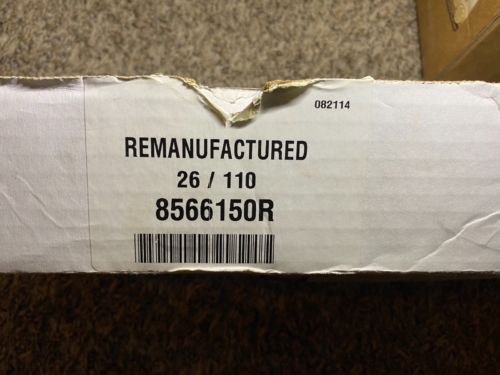 082114
REMANUFACTURED
26 / 110
8566150R